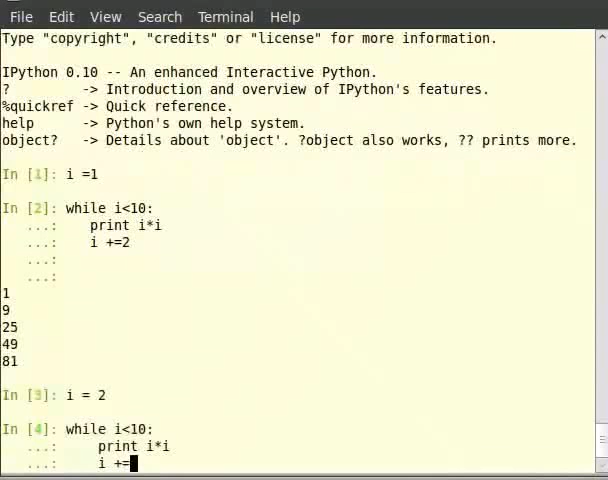 File Edit View Search Terminal Help
Type "copyright", "credits" or "license" for more information.
IPython 0.10 -- An enhanced Interactive Python.
?         -> Introduction and overview of IPython's features.
%quickref -> Quick reference.
help      -> Python's own help system.
object?   -> Details about 'object'. ?object also works, ?? prints more.
In [1]: i =1
In [2]: while i<10:
   ...:    print i*i
   ...:    i +=2
   ...:
   ...:
1
9
25
49
81
In [3]: i = 2
In [4]: while i<10:
   ...:     print i*i
   ...:     i +=